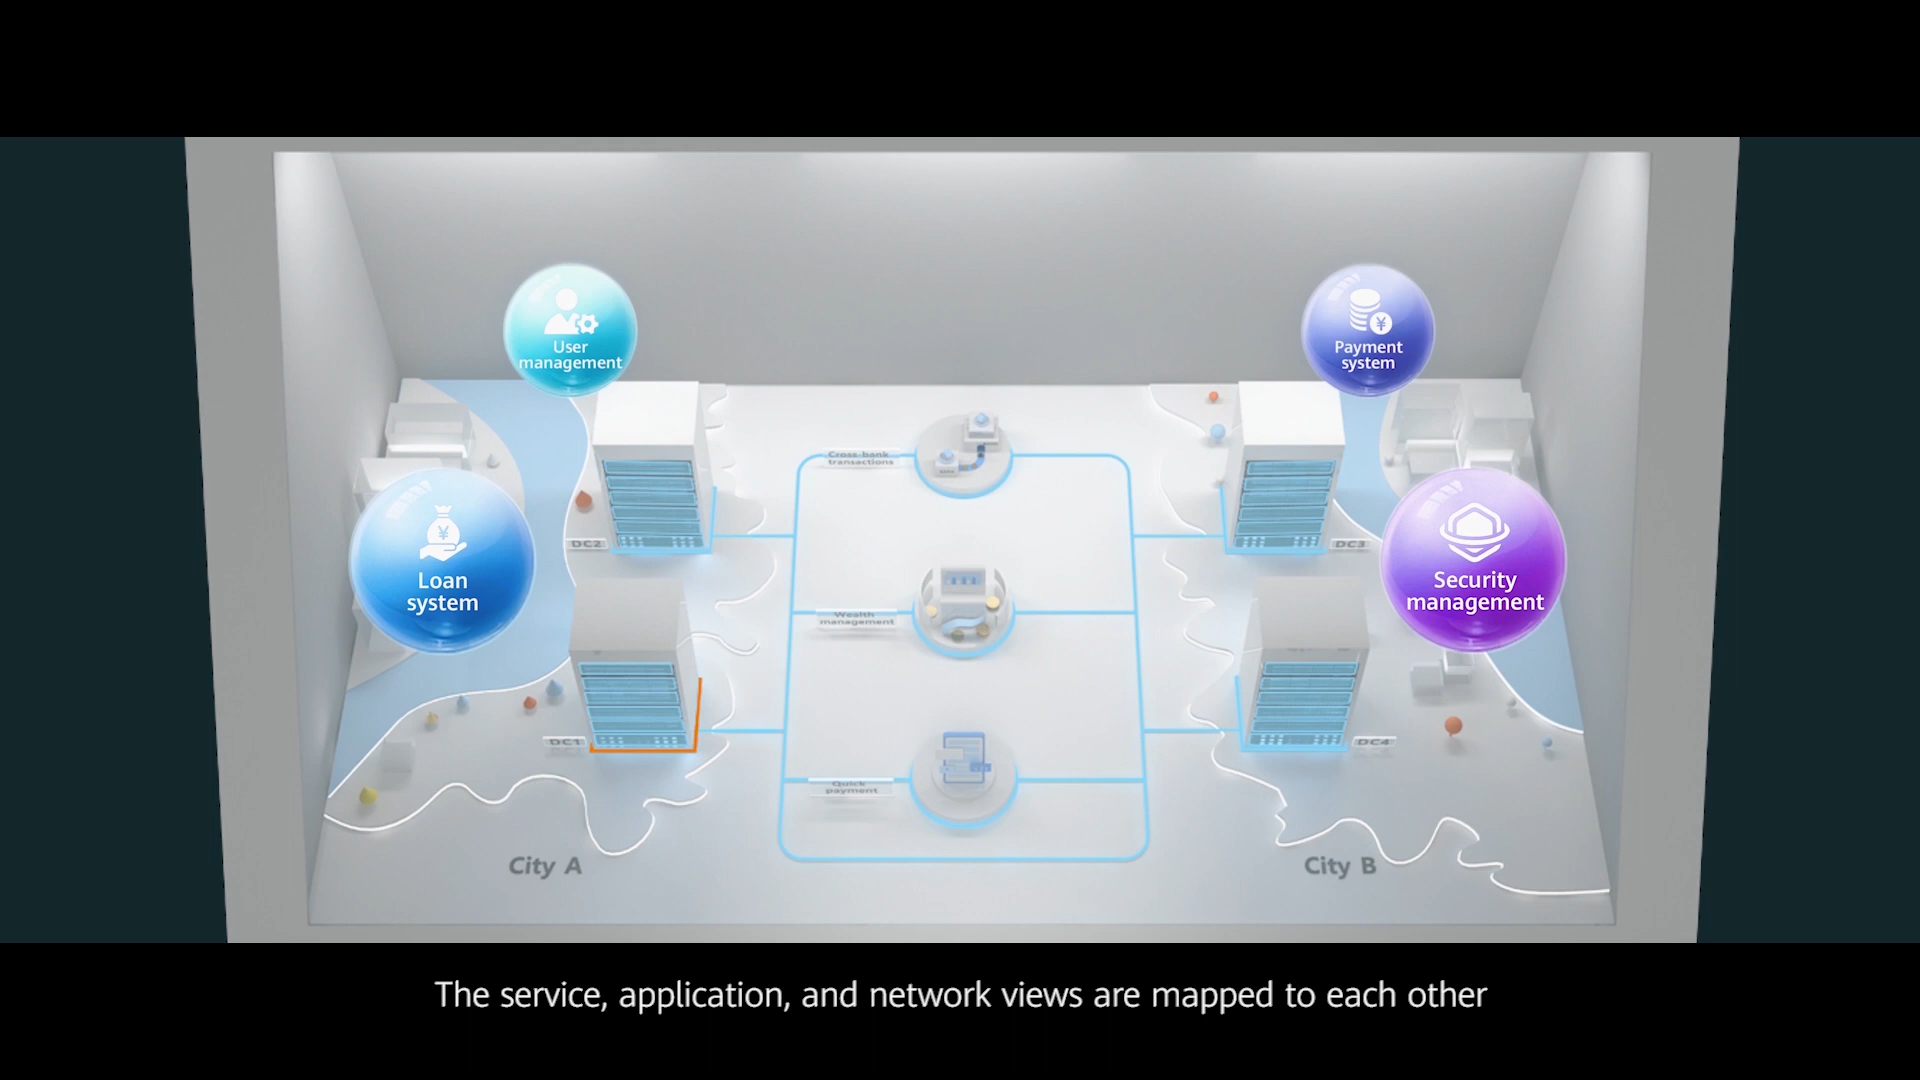 User
management
Payment
system
Cross-bank
transactions
DC2
DC3
Loan
system
Security
management
Wealth
management
DC1
DC4
Quick
payment
City A
City B
The service, application, and network views are mapped to each other